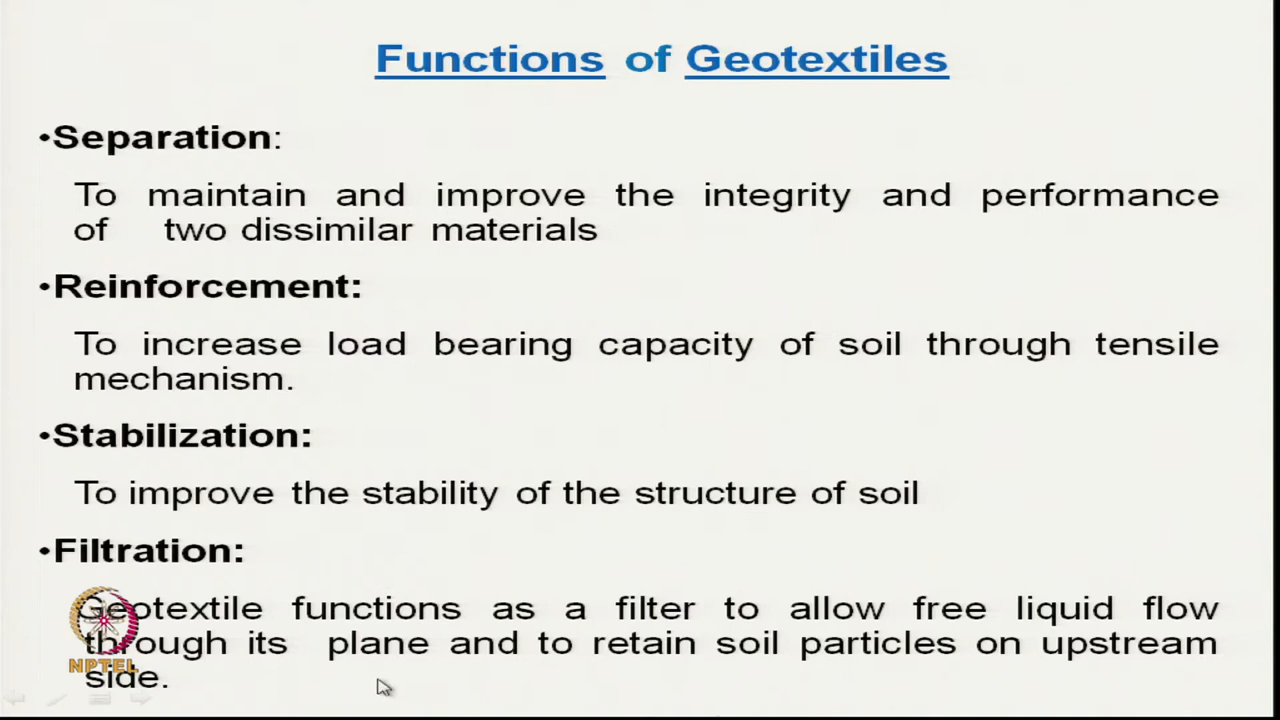 Functions of Geotextiles
•Separation:
To maintain and improve the integrity and performance
of two dissimilar materials
•Reinforcement:
To increase load bearing capacity of soil through tensile
mechanism.
•Stabilization:
To improve the stability of the structure of soil
•Filtration:
Geotextile functions as a filter to allow free liquid flow
through its plane and to retain soil particles on upstream
side.
NPTEL